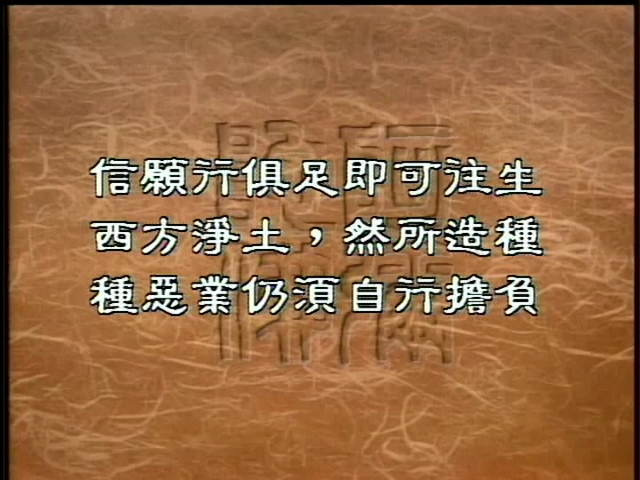 信願行俱足即可往生
西方淨土，然所造種
種惡業仍須自行擔負